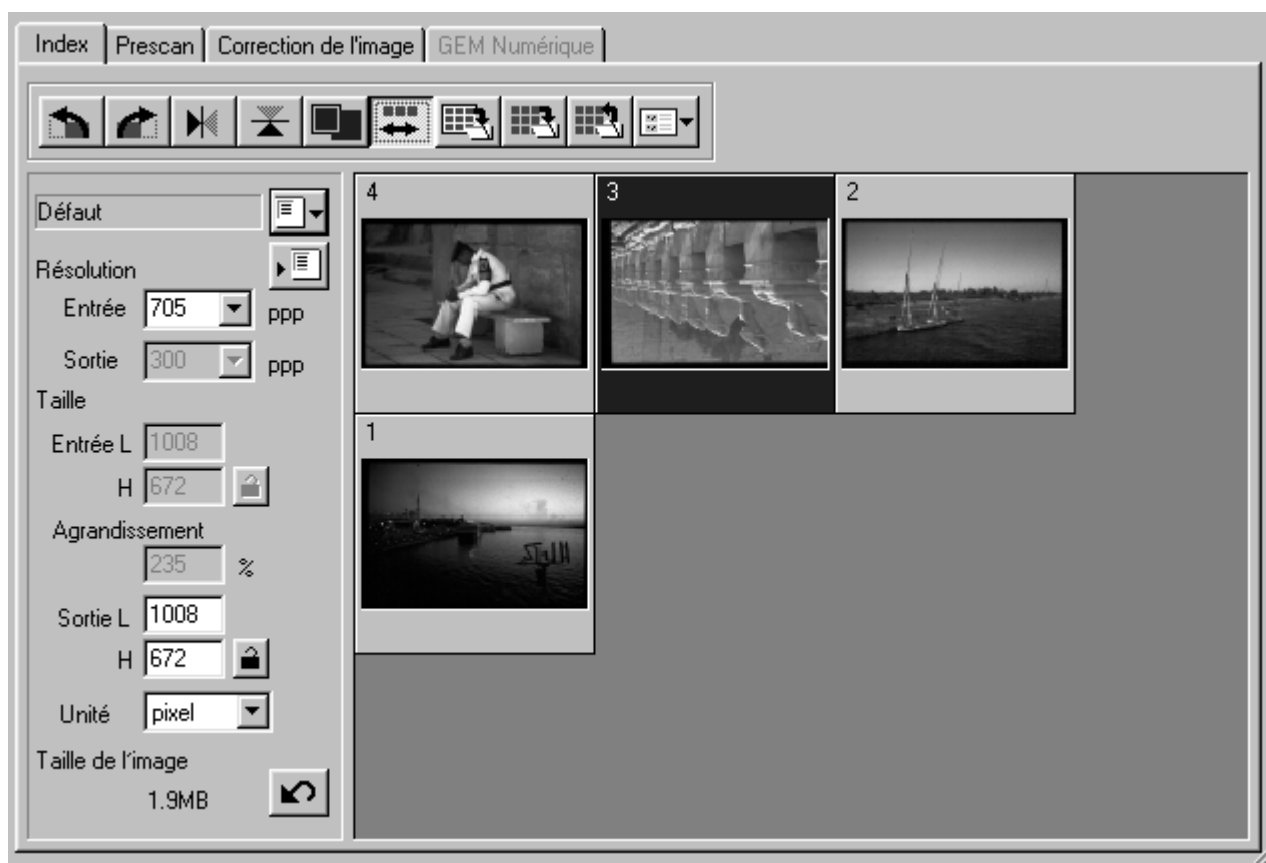 Index Prescan Correction de l'image GEM Numérique
Défaut
Résolution
Entrée 705 ppp
Sortie 300 ppp
Taille
Entrée L 1008
H 672
Agrandissement
235 %
Sortie L 1008
H 672
Unité pixel
Taille de l'image
1.9MB
4 3 2
1